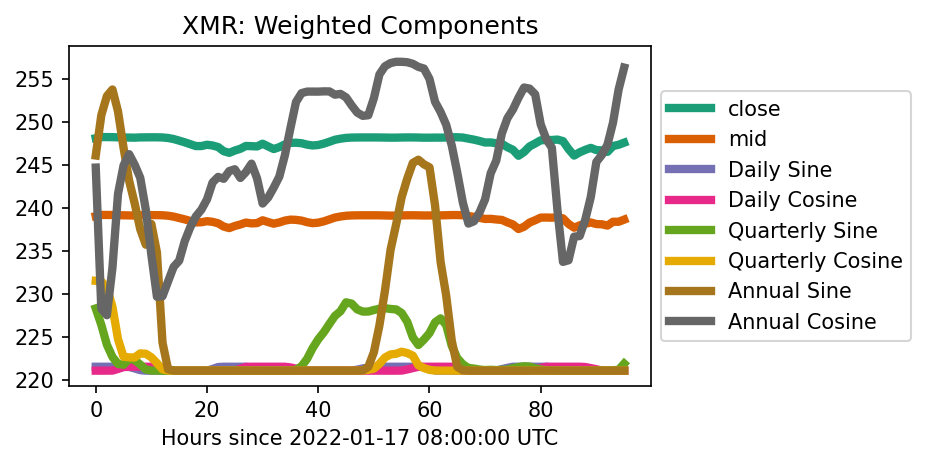 XMR: Weighted Components
255
250
245
240
235
230
225
220
0 20 40 60 80
Hours since 2022-01-17 08:00:00 UTC
close
mid
Daily Sine
Daily Cosine
Quarterly Sine
Quarterly Cosine
Annual Sine
Annual Cosine